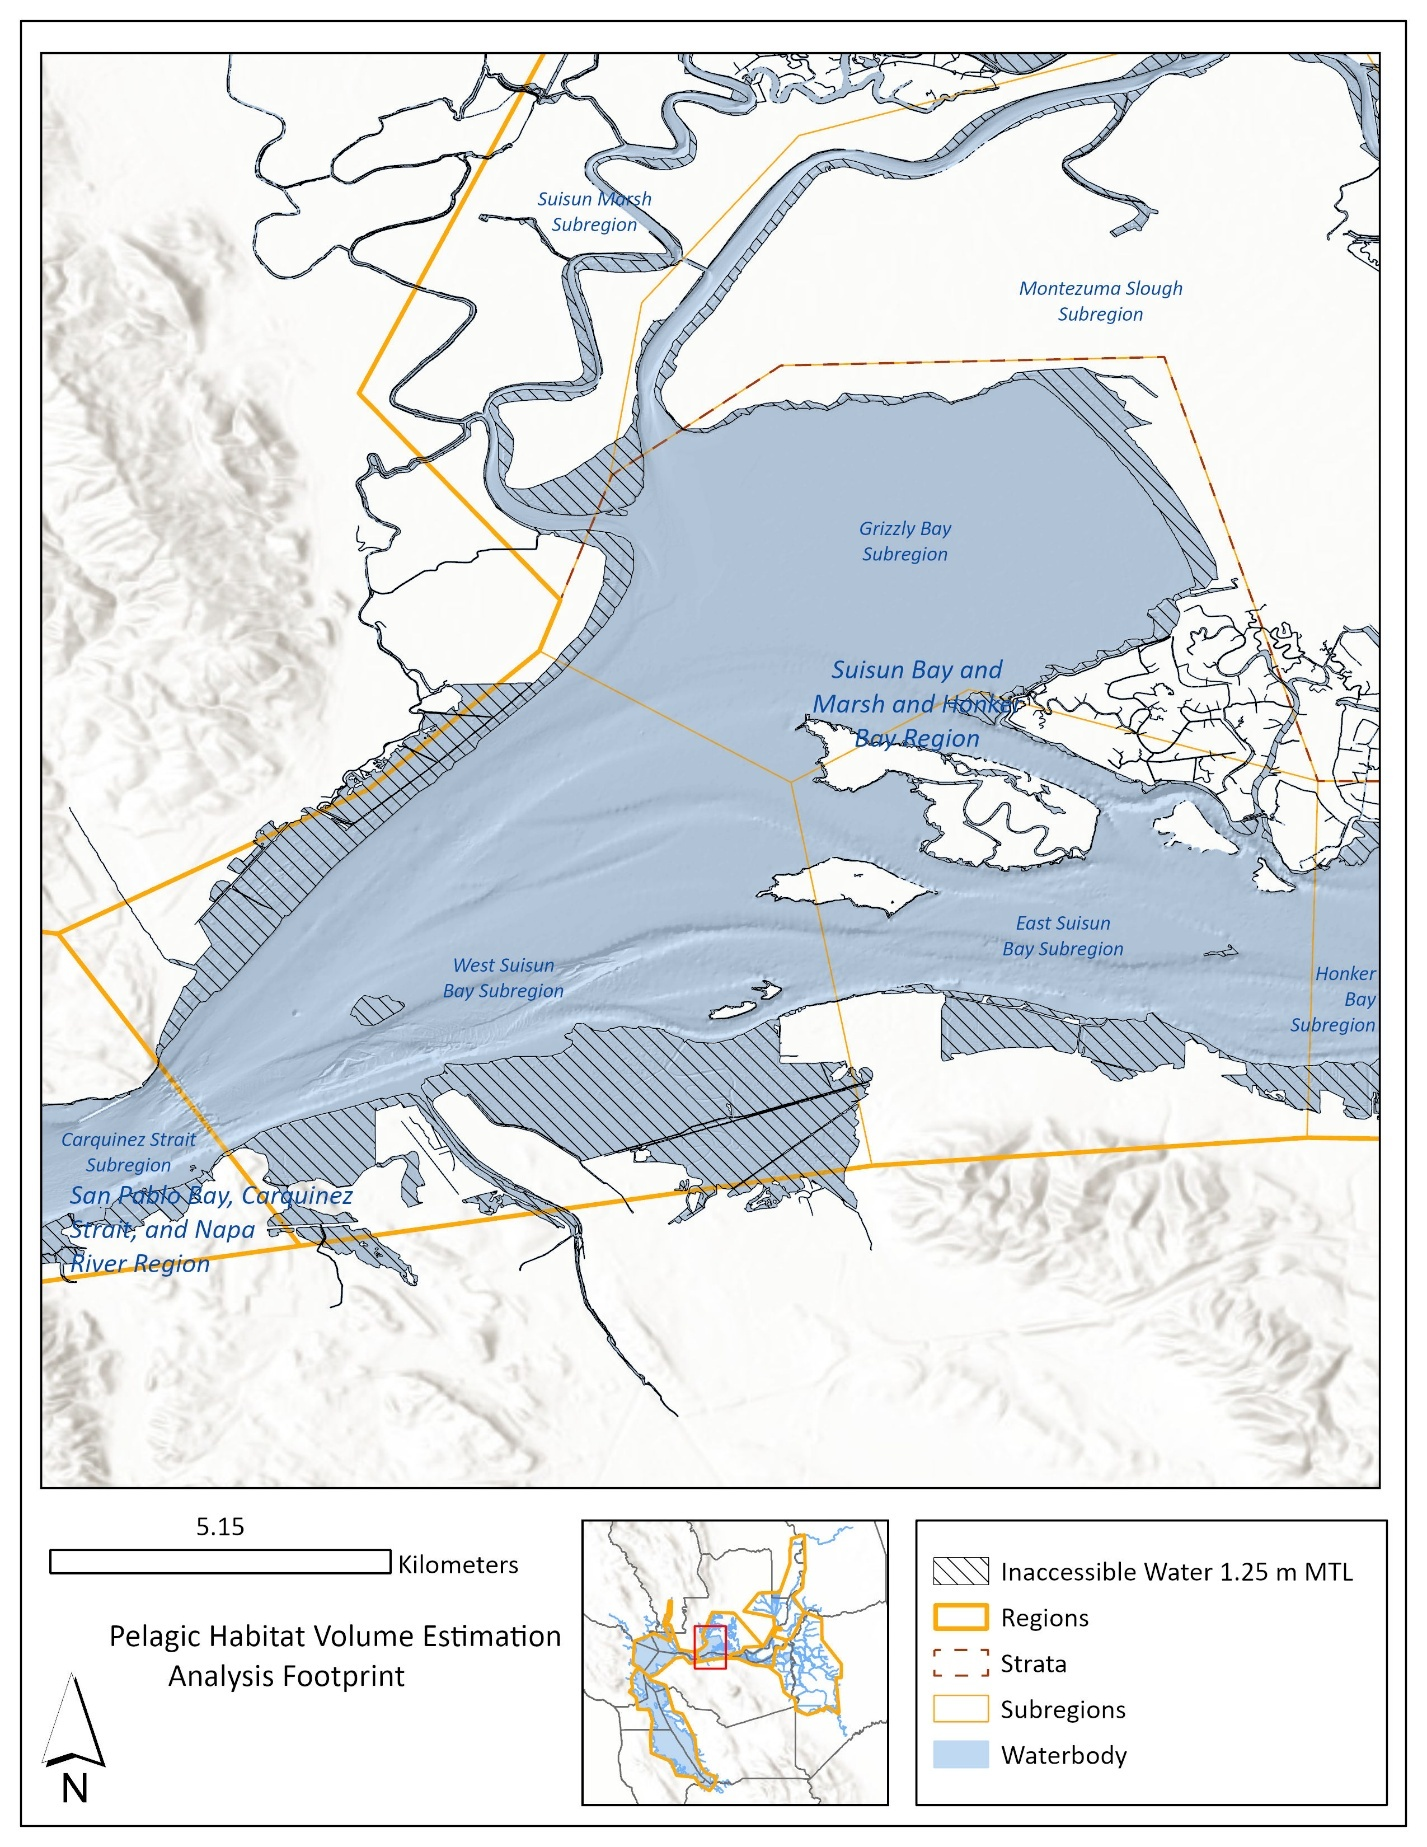 Suisun Marsh
Subregion
Montezuma Slough
Subregion
Grizzly Bay
Subregion
Suisun Bay and
Marsh and Honker
Bay Region
East Suisun
Bay Subregion
West Suisun
Bay Subregion
Honker
Bay
Subregion
Carquinez Strait
Subregion
San Pablo Bay, Carquinez
Strait, and Napa
River Region
5.15
Kilometers
Pelagic Habitat Volume Estimation
Analysis Footprint
N
Inaccessible Water 1.25 m MTL
Regions
Strata
Subregions
Waterbody